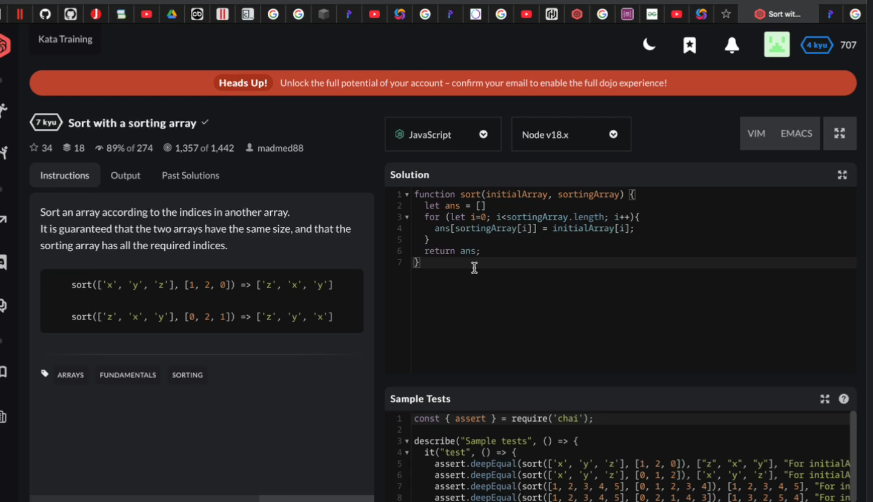 Sort wit...
Kata Training
4 kyu 707
Heads Up! Unlock the full potential of your account – confirm your email to enable the full dojo experience!
7 kyu Sort with a sorting array
34 18 89% of 274 1,357 of 1,442 madmed88
Instructions Output Past Solutions
Sort an array according to the indices in another array.
It is guaranteed that the two arrays have the same size, and that the
sorting array has all the required indices.
sort(['x', 'y', 'z'], [1, 2, 0]) => ['z', 'x', 'y']
sort(['z', 'x', 'y'], [0, 2, 1]) => ['z', 'y', 'x']
ARRAYS FUNDAMENTALS SORTING
JavaScript Node v18.x VIM EMACS
Solution
1 function sort(initialArray, sortingArray) {
2 let ans = []
3 for (let i=0; i<sortingArray.length; i++){
4 ans[sortingArray[i]] = initialArray[i];
5 }
6 return ans;
7 }
Sample Tests
1 const { assert } = require('chai');
2
3 describe("Sample tests", () => {
4 it("test", () => {
5 assert.deepEqual(sort(['x', 'y', 'z'], [1, 2, 0]), ["z", "x", "y"], "For initialA
6 assert.deepEqual(sort(['x', 'y', 'z'], [0, 1, 2]), ['x', 'y', 'z'], "For initialA
7 assert.deepEqual(sort([1, 2, 3, 4, 5], [0, 1, 2, 3, 4]), [1, 2, 3, 4, 5], "For in
8 assert.deepEqual(sort([1, 2, 3, 4, 5], [0, 2, 1, 4, 3]), [1, 3, 2, 5, 4], "For in